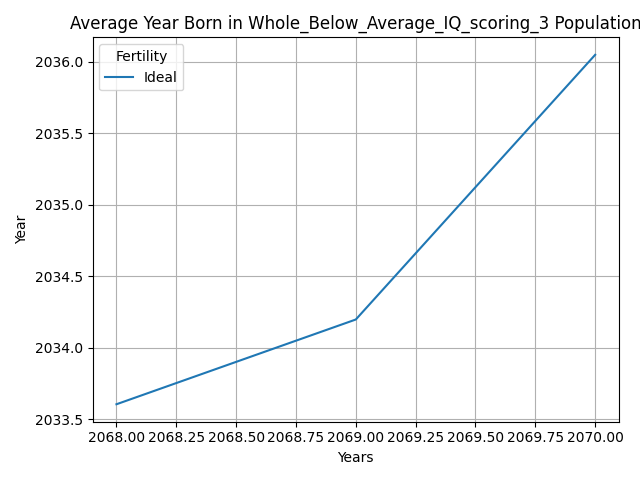 Average Year Born in Whole_Below_Average_IQ_scoring_3 Population
Fertility
Ideal
2036.0
2035.5
2035.0
2034.5
2034.0
2033.5
Year
2068.00 2068.25 2068.50 2068.75 2069.00 2069.25 2069.50 2069.75 2070.00
Years